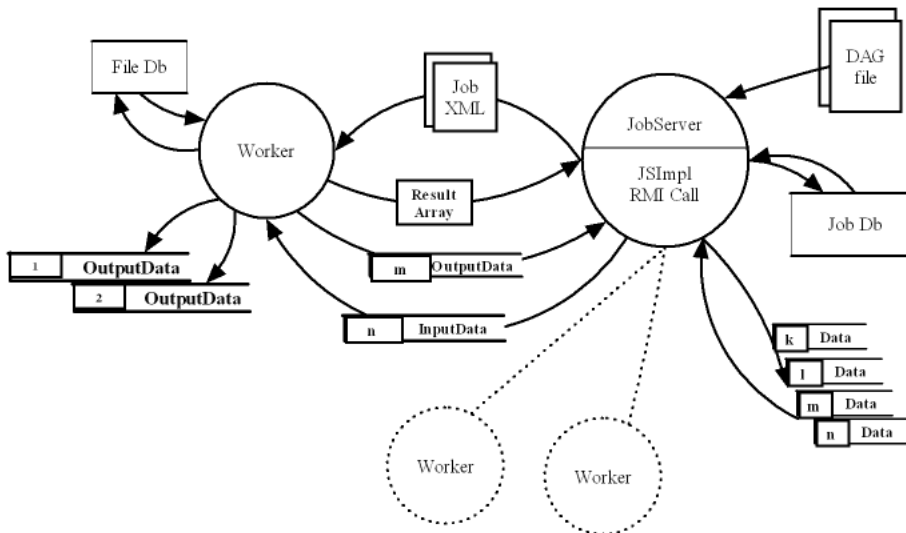 File Db
Worker
Job
XML
JobServer
JSImpl
RMI Call
DAG
file
Result
Array
Job Db
1 OutputData
2 OutputData
m OutputData
n InputData
k Data
l Data
m Data
n Data
Worker
Worker